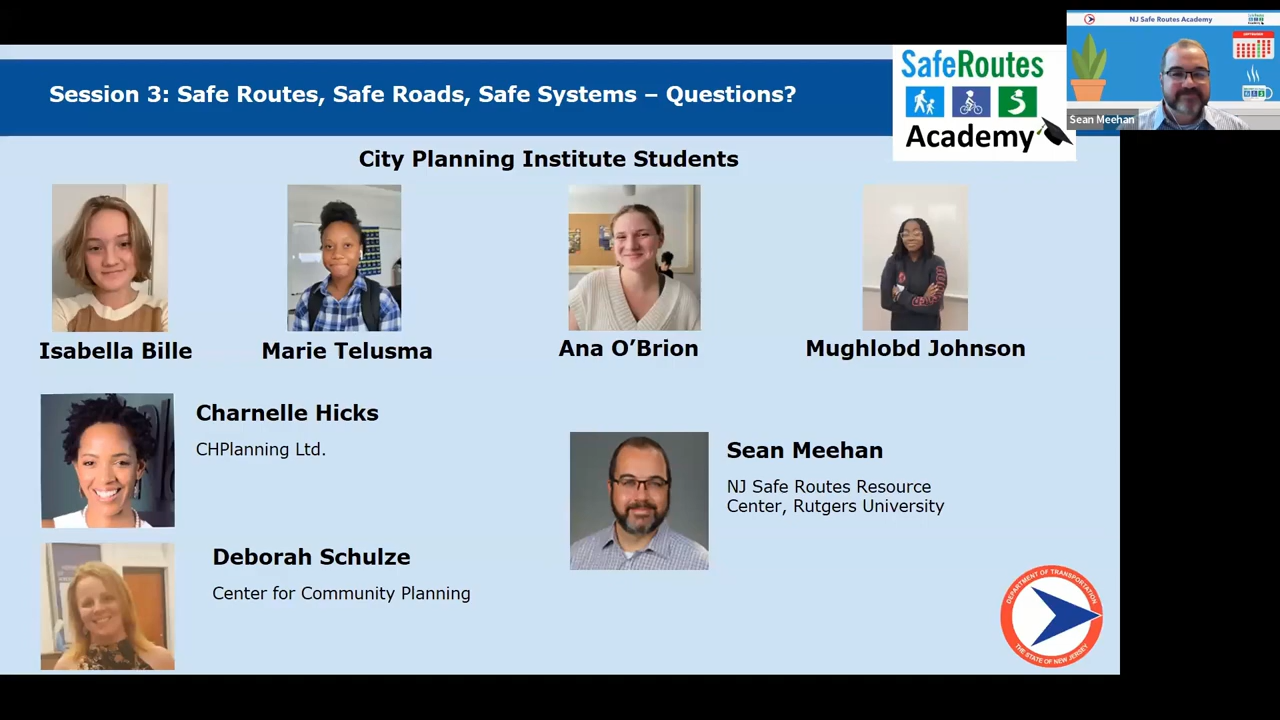 Session 3: Safe Routes, Safe Roads, Safe Systems – Questions?
SafeRoutes
Academy
NJ Safe Routes Academy
Sean Meehan
City Planning Institute Students
Isabella Bille
Marie Telusma
Ana O'Brion
Mughlobd Johnson
Charnelle Hicks
CHPlanning Ltd.
Sean Meehan
NJ Safe Routes Resource
Center, Rutgers University
Deborah Schulze
Center for Community Planning
DEPARTMENT OF TRANSPORTATION
THE STATE OF NEW JERSEY